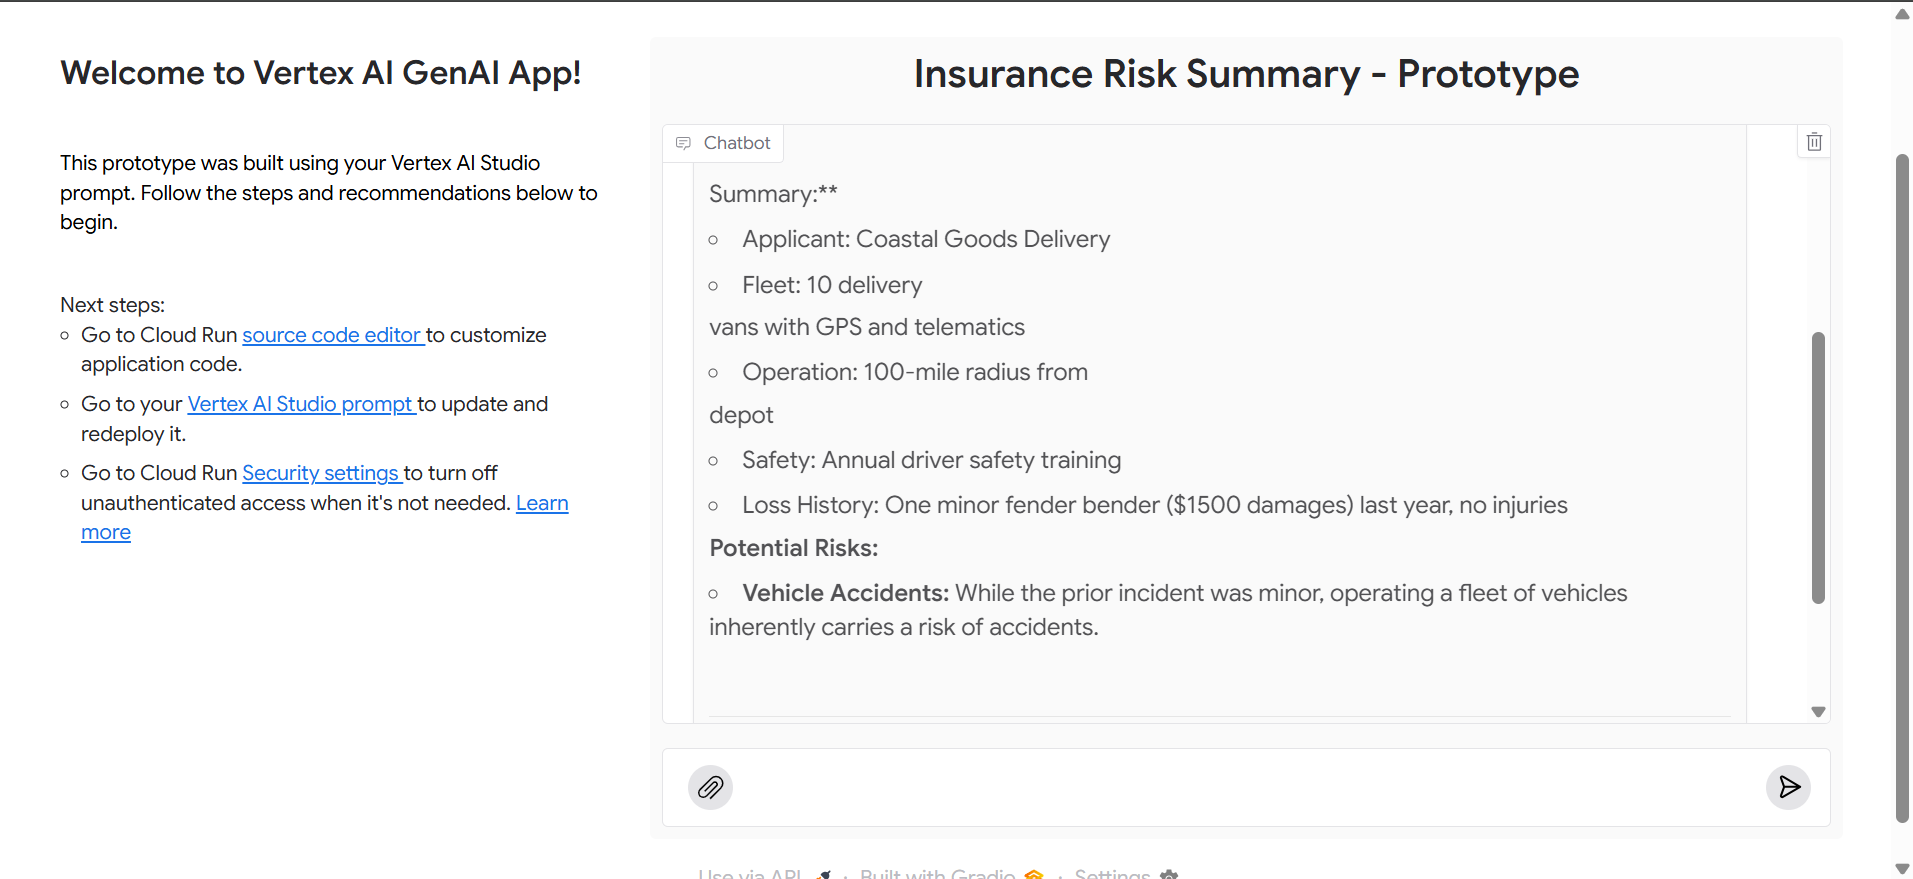 Welcome to Vertex AI GenAI App!
This prototype was built using your Vertex AI Studio
prompt. Follow the steps and recommendations below to
begin.
Next steps:
Go to Cloud Run source code editor to customize
application code.
Go to your Vertex AI Studio prompt to update and
redeploy it.
Go to Cloud Run Security settings to turn off
unauthenticated access when it's not needed. Learn
more
Insurance Risk Summary - Prototype
Chatbot
Summary:**
Applicant: Coastal Goods Delivery
Fleet: 10 delivery
vans with GPS and telematics
Operation: 100-mile radius from
depot
Safety: Annual driver safety training
Loss History: One minor fender bender ($1500 damages) last year, no injuries
Potential Risks:
Vehicle Accidents: While the prior incident was minor, operating a fleet of vehicles
inherently carries a risk of accidents.
Use via API · Built with Gradio · Settings